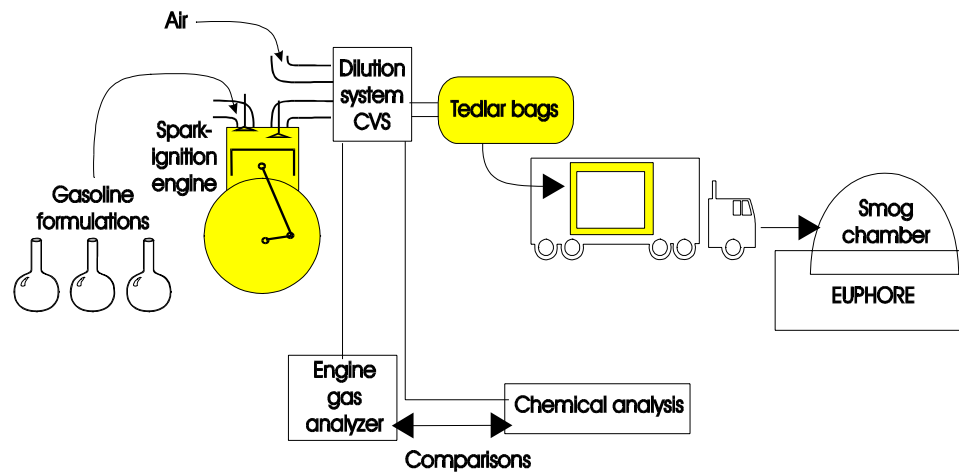 Air
Dilution
system
CVS
Tedlar bags
Spark-
ignition
engine
Gasoline
formulations
Smog
chamber
EUPHORE
Engine
gas
analyzer
Chemical analysis
Comparisons